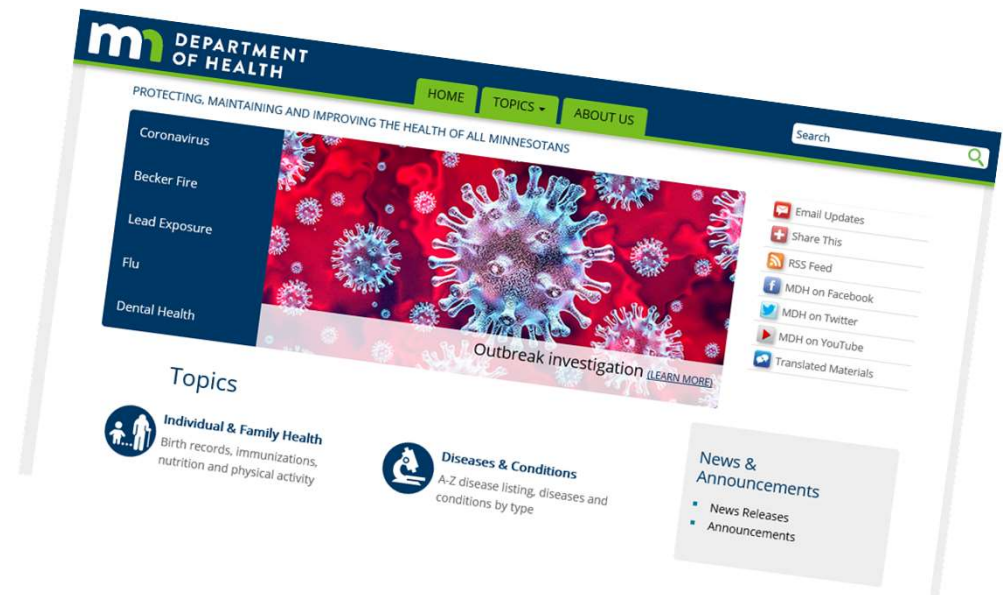 mn DEPARTMENT
OF HEALTH
HOME TOPICS ABOUT US
Search
PROTECTING, MAINTAINING AND IMPROVING THE HEALTH OF ALL MINNESOTANS
Coronavirus
Becker Fire
Lead Exposure
Flu
Dental Health
Outbreak investigation (LEARN MORE)
Email Updates
Share This
RSS Feed
MDH on Facebook
MDH on Twitter
MDH on YouTube
Translated Materials
Topics
Individual & Family Health
Birth records, immunizations,
nutrition and physical activity
Diseases & Conditions
A-Z disease listing, diseases and
conditions by type
News &
Announcements
News Releases
Announcements